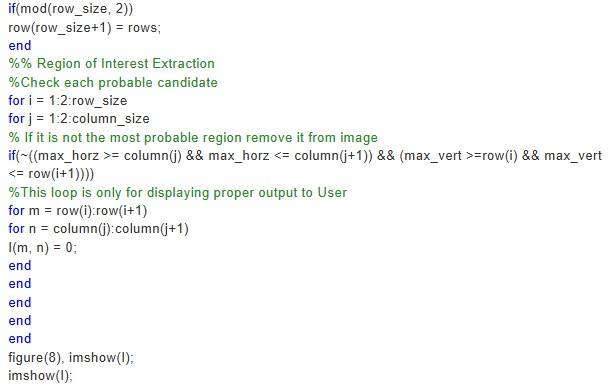 if(mod(row_size, 2))
row(row_size+1) = rows;
end
%% Region of Interest Extraction
%Check each probable candidate
for i = 1:2:row_size
for j = 1:2:column_size
% If it is not the most probable region remove it from image
if(~((max_horz >= column(j) && max_horz <= column(j+1)) && (max_vert >=row(i) && max_vert
<= row(i+1))))
%This loop is only for displaying proper output to User
for m = row(i):row(i+1)
for n = column(j):column(j+1)
I(m, n) = 0;
end
end
end
end
end
figure(8), imshow(I);
imshow(I);